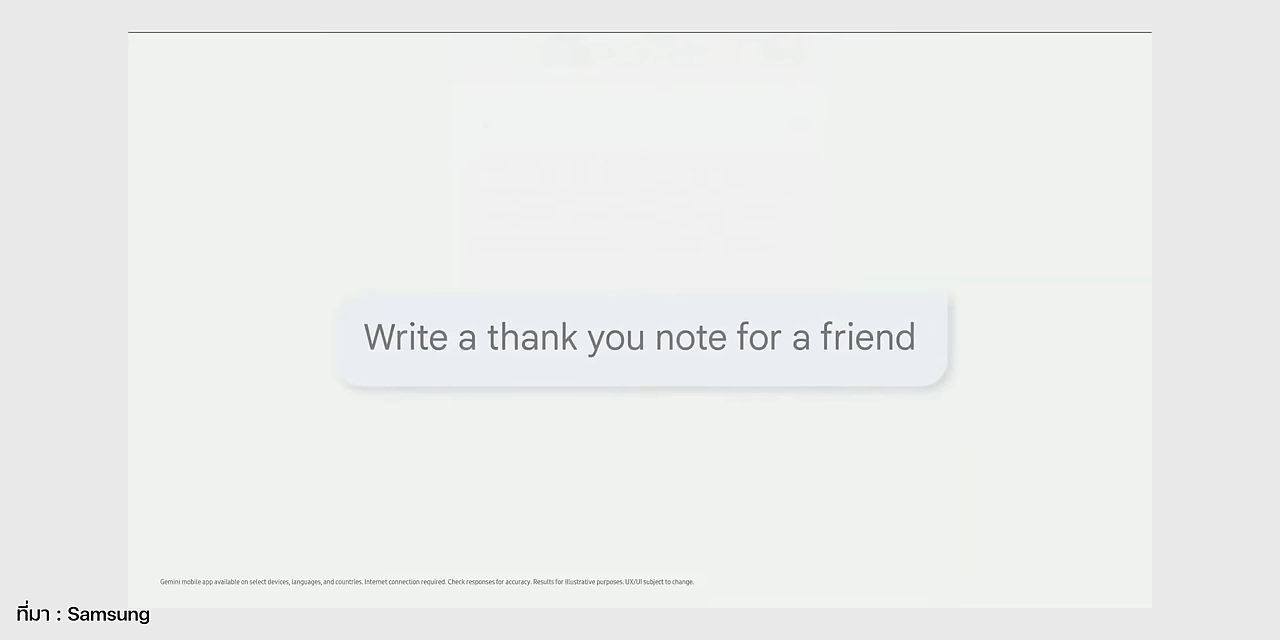 Write a thank you note for a friend
Gemini mobile app available on select devices, languages, and countries. Internet connection required. Check responses for accuracy. Results for illustrative purposes. UX/UI subject to change.
ที่มา : Samsung